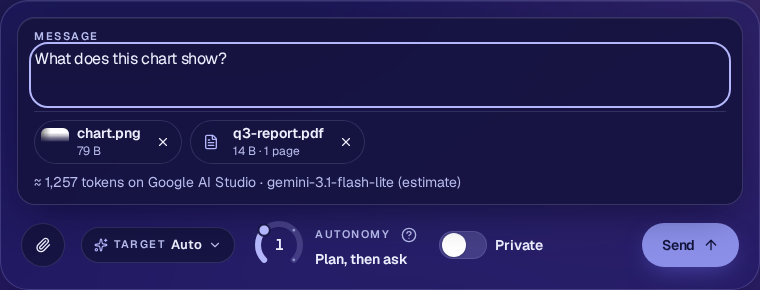 MESSAGE
What does this chart show?
chart.png
79 B
q3-report.pdf
14 B · 1 page
≈ 1,257 tokens on Google AI Studio · gemini-3.1-flash-lite (estimate)
TARGET Auto
1
AUTONOMY ?
Plan, then ask
Private
Send